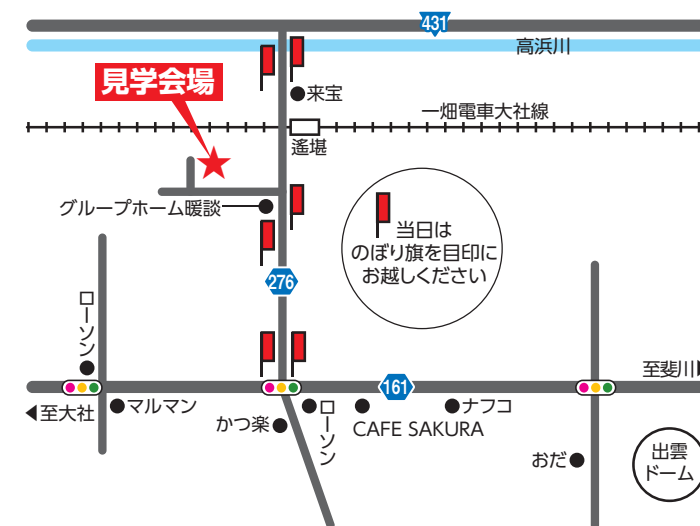 431
高浜川
見学会場
来宝
一畑電車大社線
遙堪
グループホーム暖談
当日は
のぼり旗を目印に
お越しください
276
ローソン
至斐川
161
至大社
マルマン
かつ楽
ローソン
CAFE SAKURA
ナフコ
おだ
出雲
ドーム